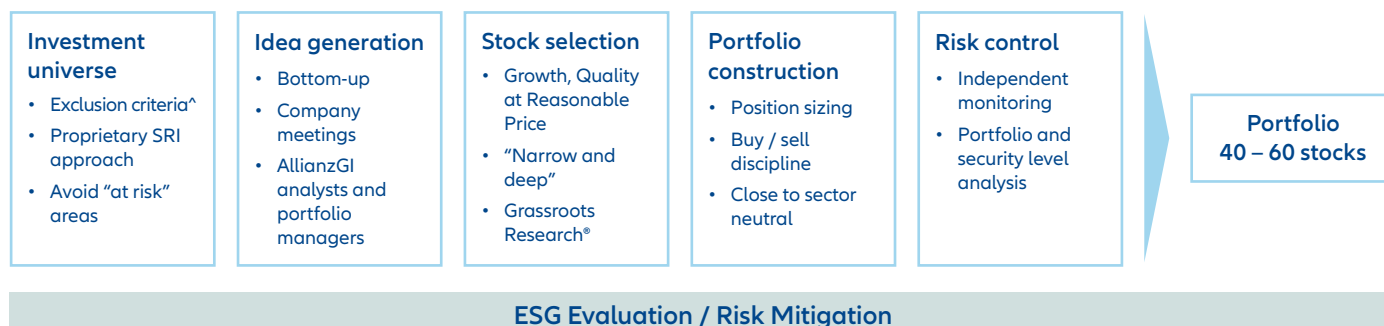 Investment
universe
• Exclusion criteria^
• Proprietary SRI
approach
• Avoid “at risk”
areas
Idea generation
• Bottom-up
• Company
meetings
• AllianzGI
analysts and
portfolio
managers
Stock selection
• Growth, Quality
at Reasonable
Price
• “Narrow and
deep”
• Grassroots
Research®
Portfolio
construction
• Position sizing
• Buy / sell
discipline
• Close to sector
neutral
Risk control
• Independent
monitoring
• Portfolio and
security level
analysis
Portfolio
40 – 60 stocks
ESG Evaluation / Risk Mitigation